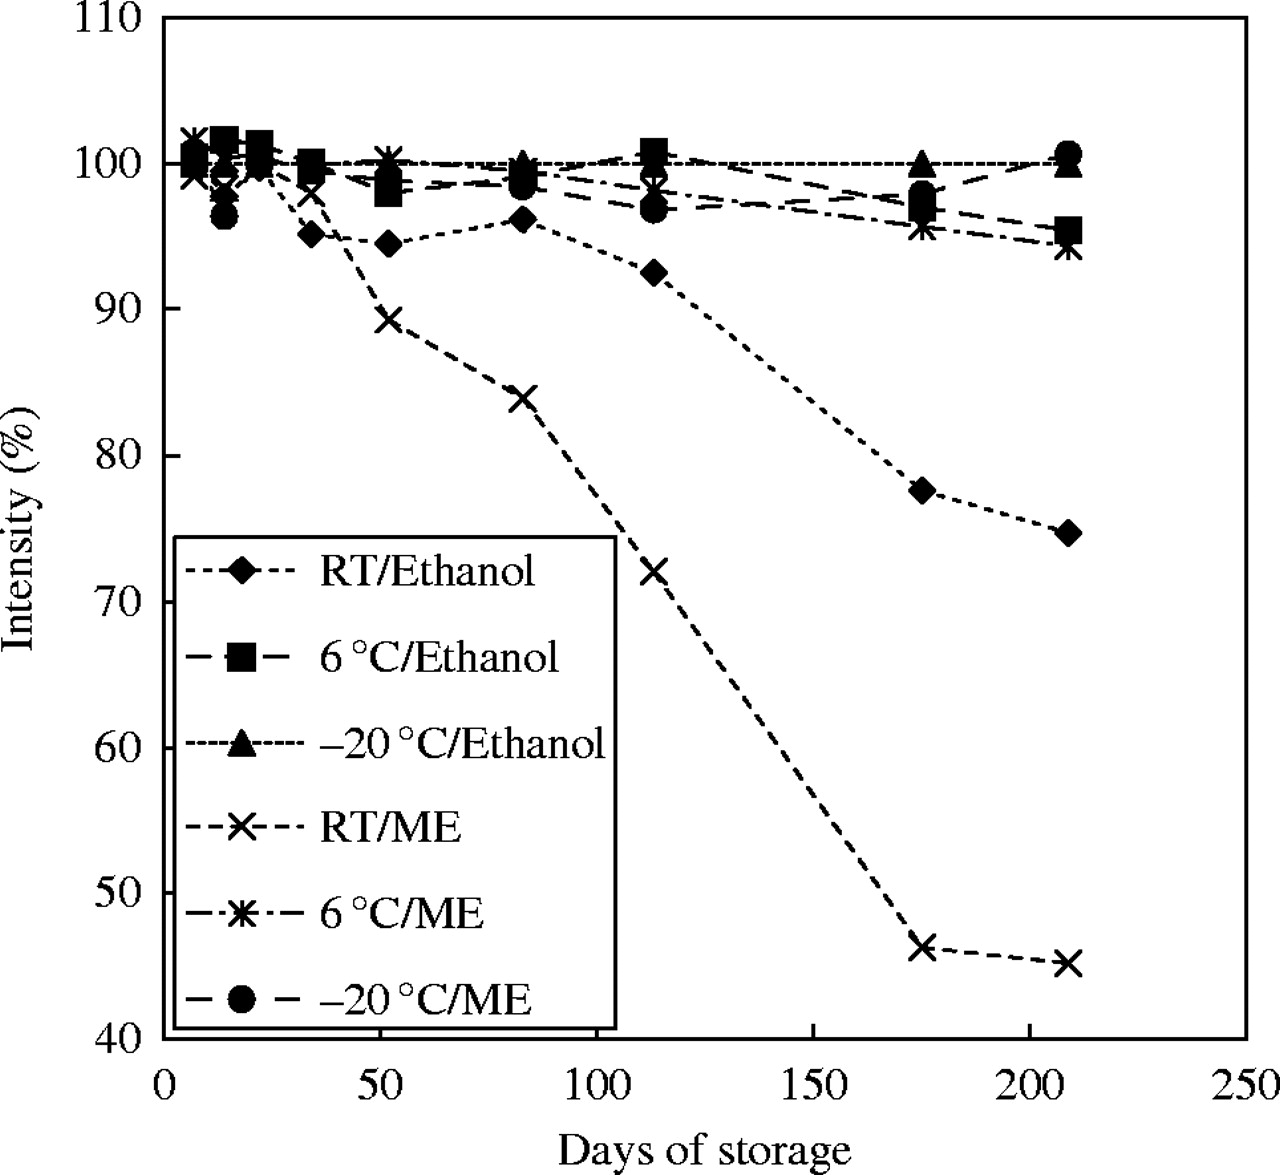 110
100
90
80
70
60
50
40
Intensity (%)
RT/Ethanol
6 °C/Ethanol
–20 °C/Ethanol
RT/ME
6 °C/ME
–20 °C/ME
0 50 100 150 200 250
Days of storage